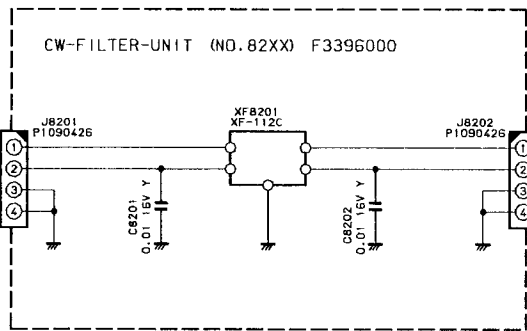 CW-FILTER-UNIT (NO.82XX) F3396000
J8201
P1090426
XF8201
XF-112C
J8202
P1090426
1
2
3
4
C8201
0.01 16V Y
C8202
0.01 16V Y
1
2
3
4